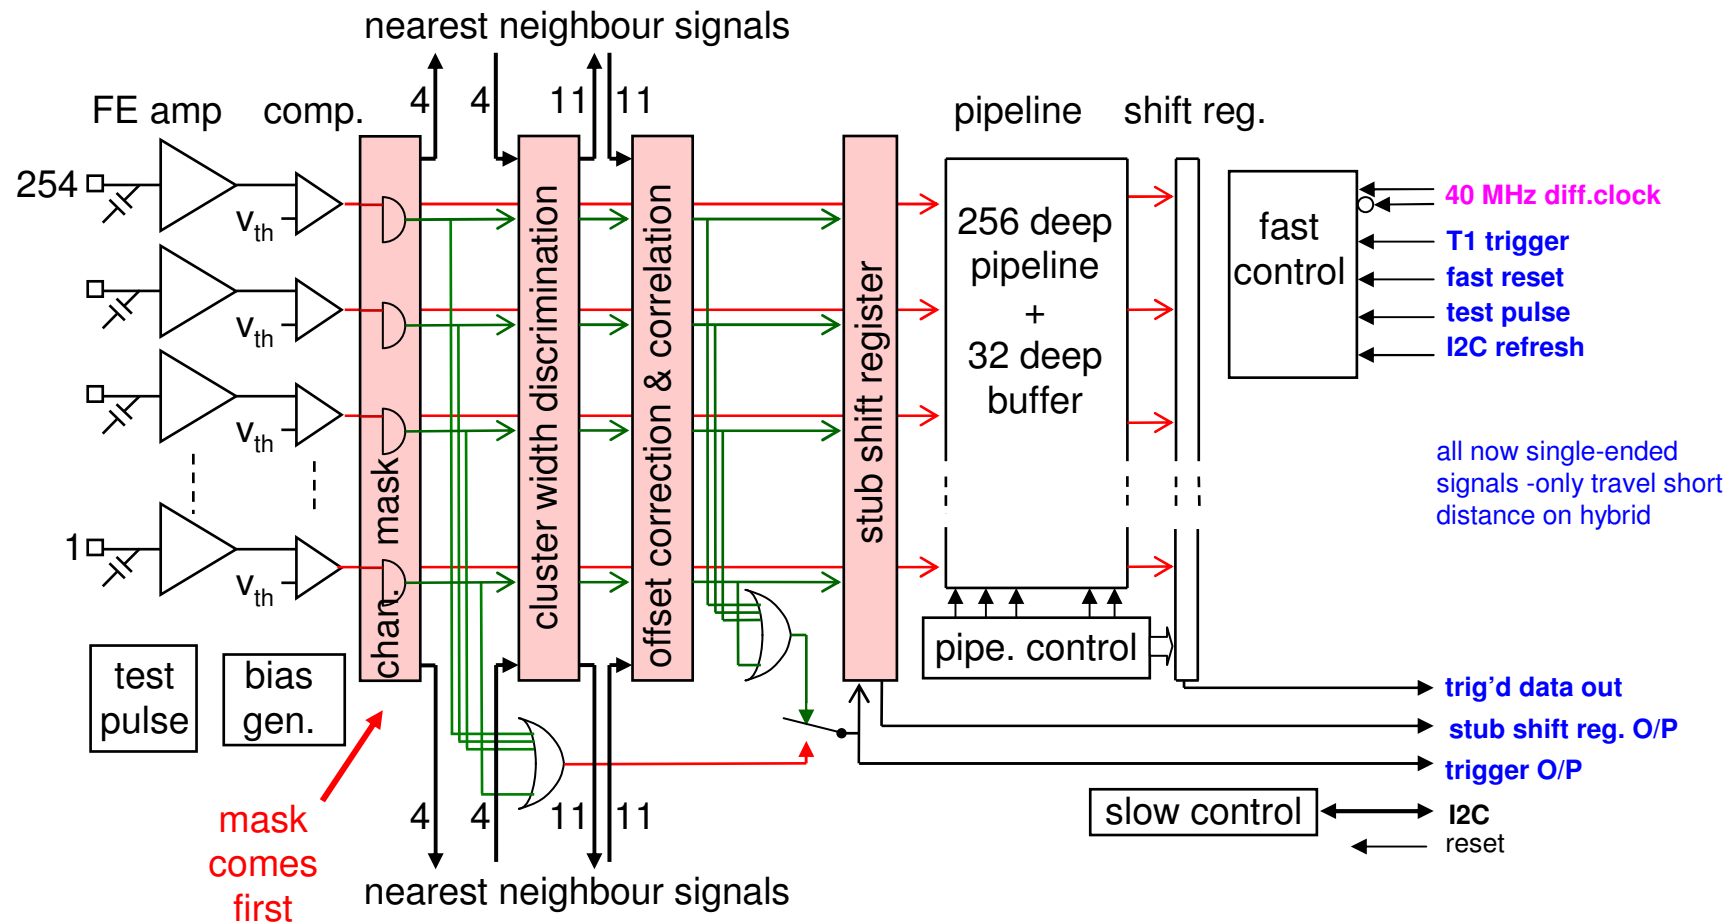 nearest neighbour signals
4 4 11 11
FE amp comp. pipeline shift reg.
254
Vth
Vth
Vth
1
Vth
chan. mask
cluster width discrimination
offset correction & correlation
stub shift register
256 deep
pipeline
+
32 deep
buffer
pipe. control
fast
control
40 MHz diff.clock
T1 trigger
fast reset
test pulse
I2C refresh
all now single-ended
signals -only travel short
distance on hybrid
test
pulse
bias
gen.
trig'd data out
stub shift reg. O/P
trigger O/P
slow control
I2C
reset
mask
comes
first
4 4 11 11
nearest neighbour signals